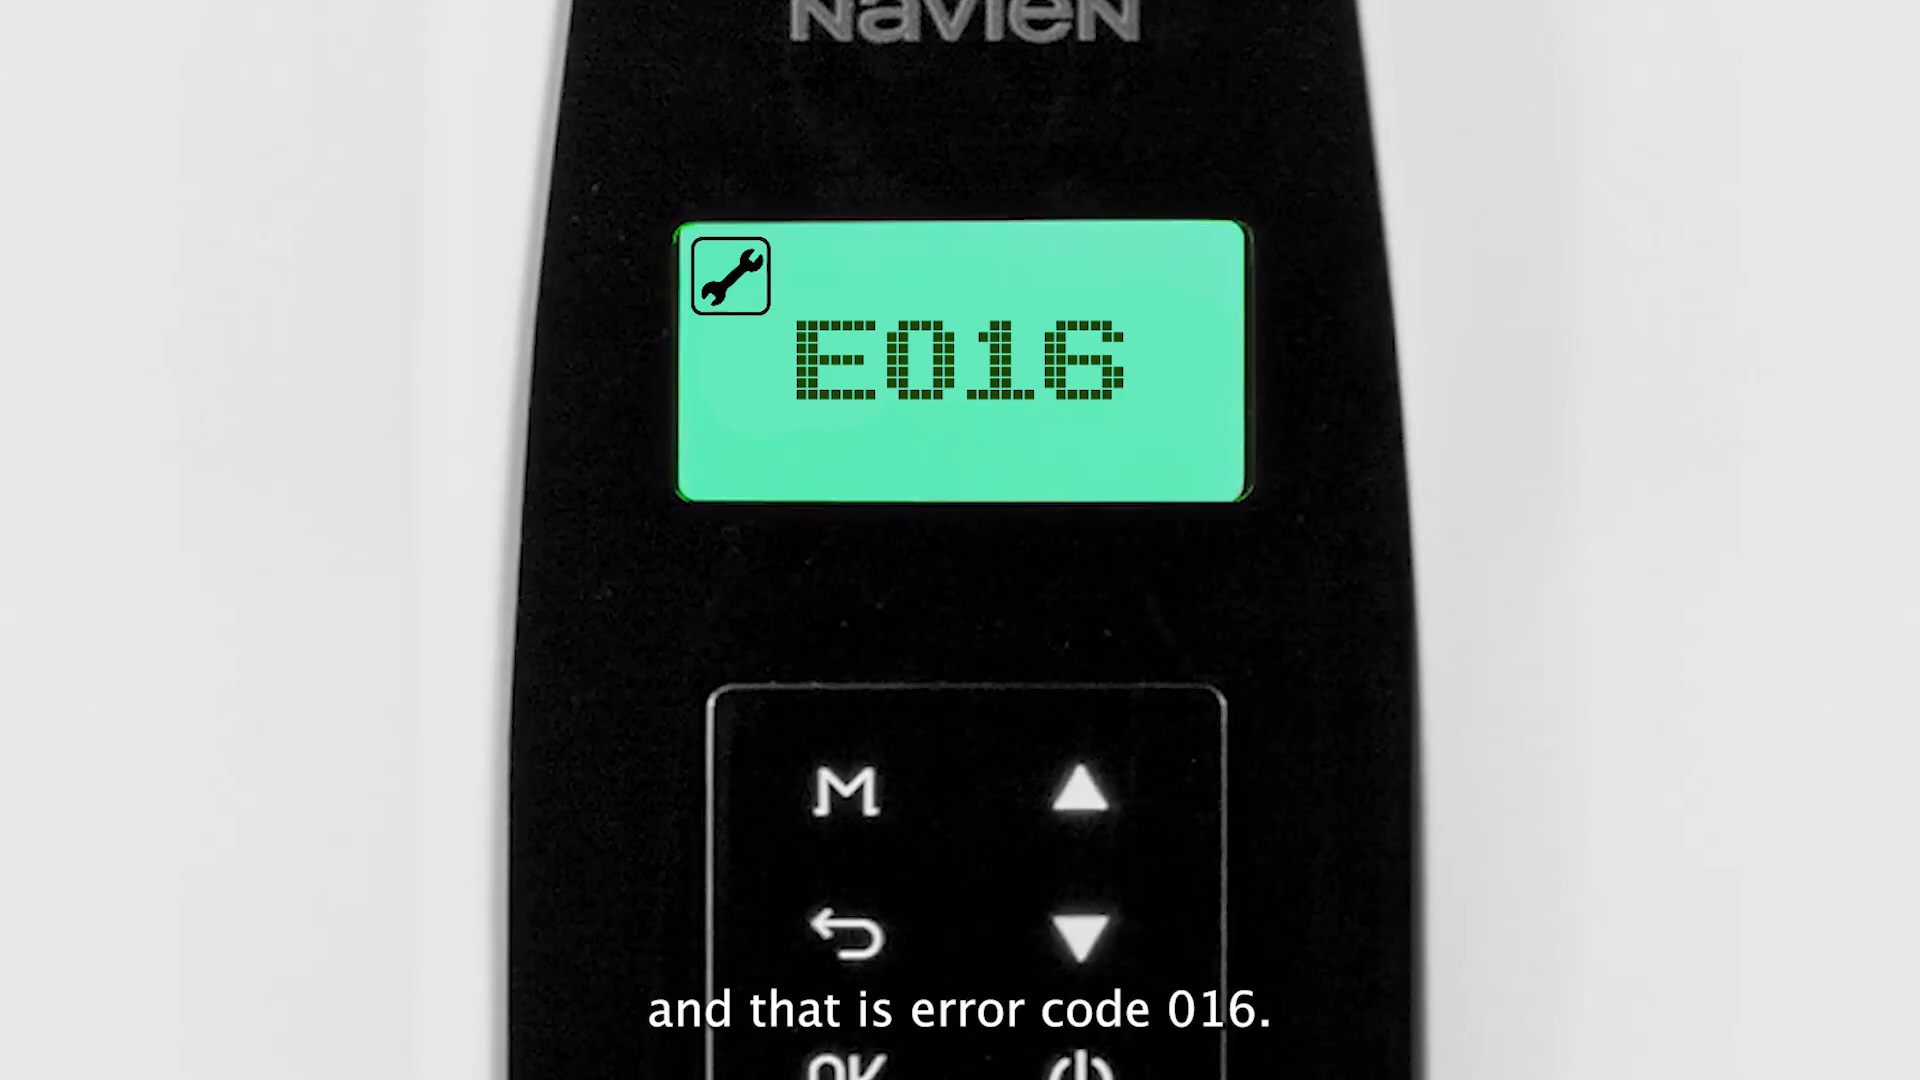 NavieN
E016
M
and that is error code 016.
OK